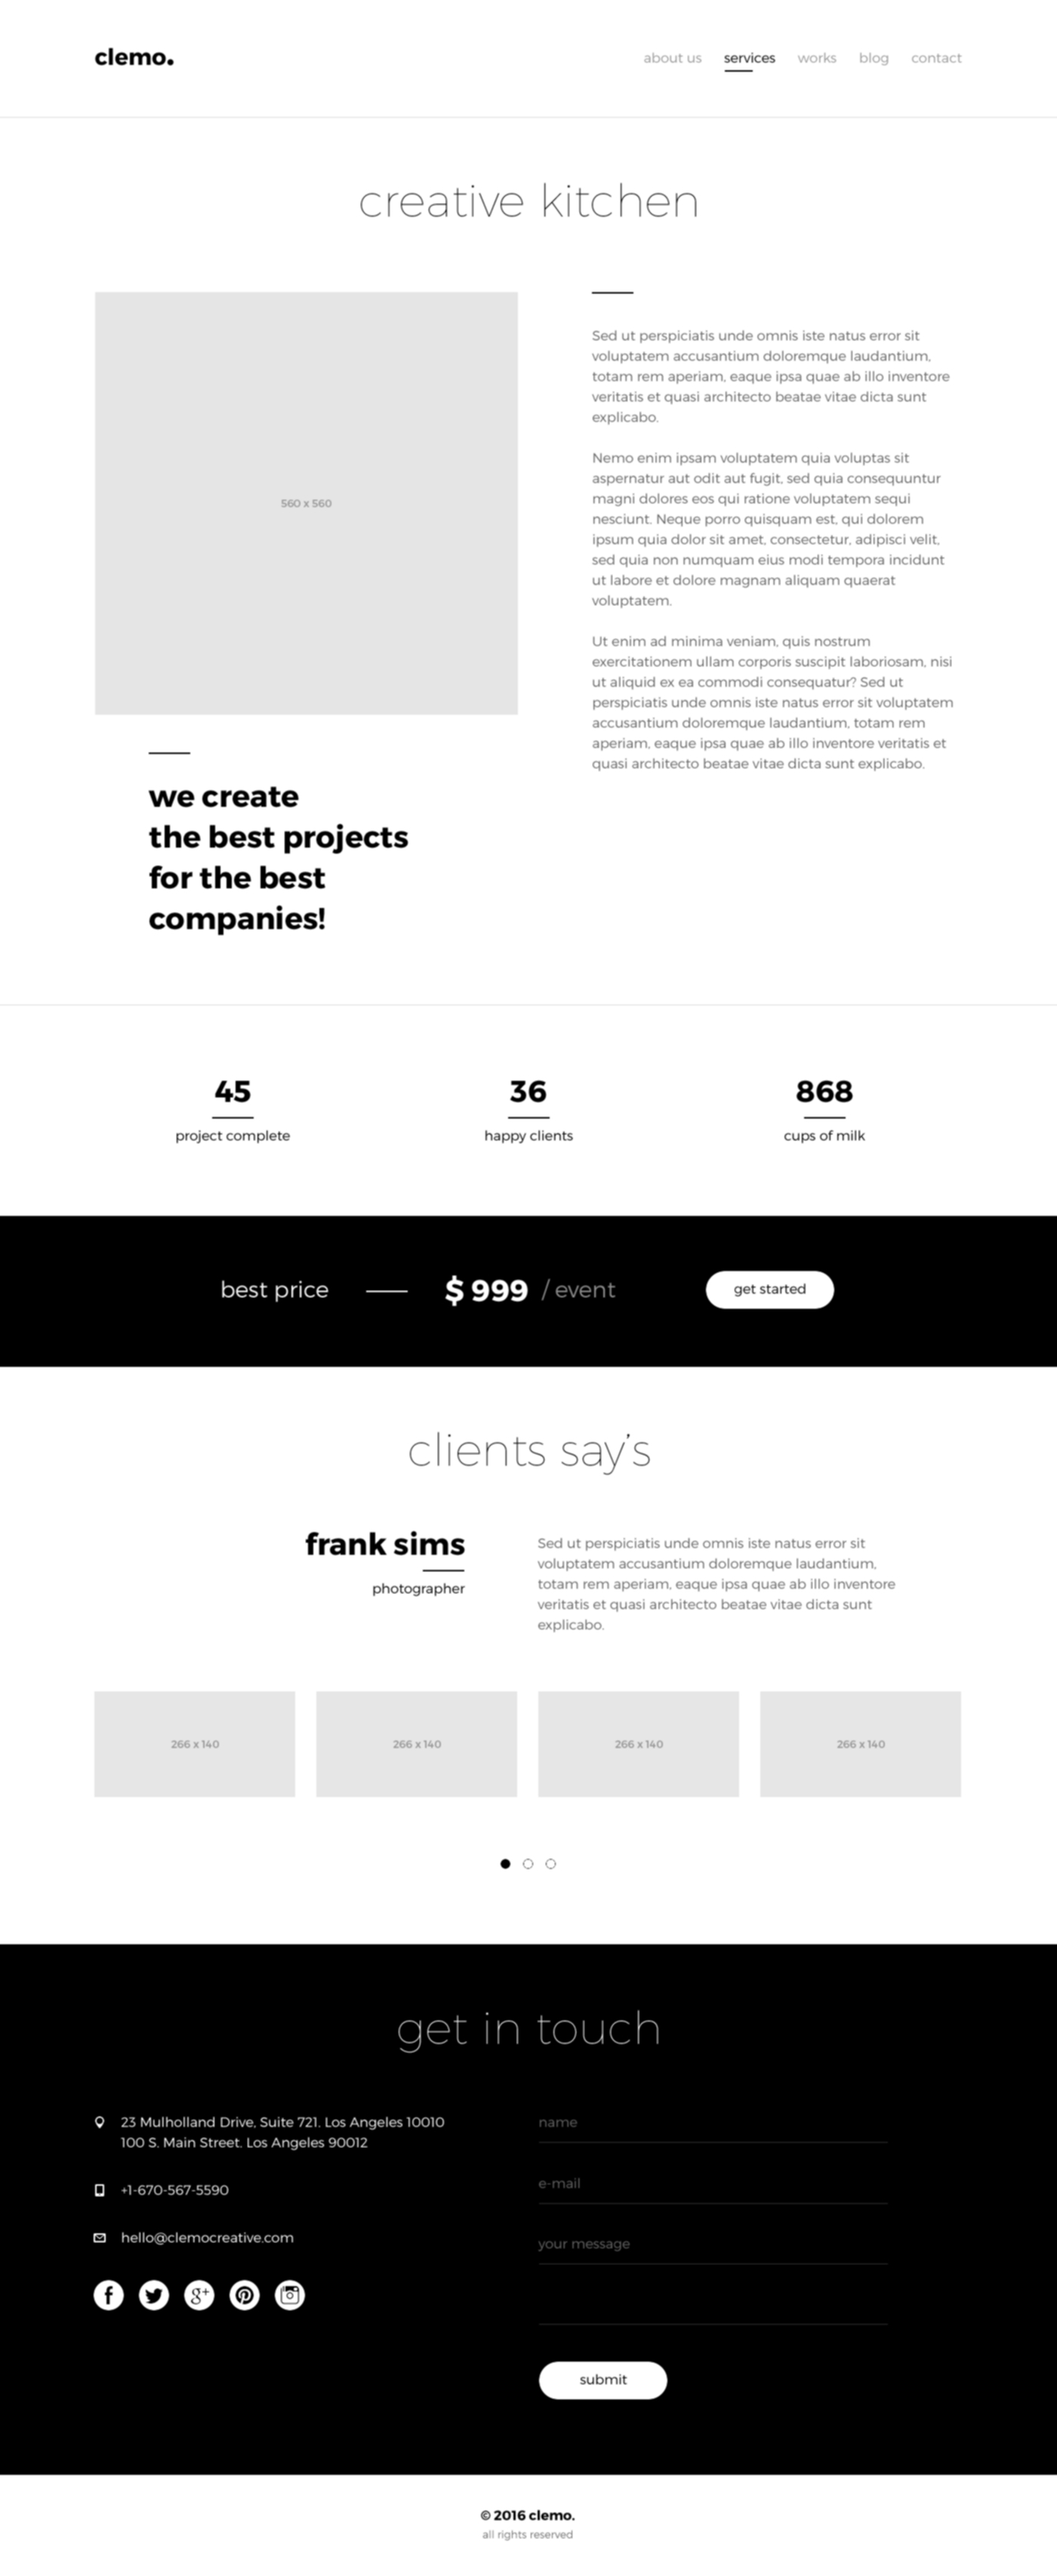 clemo.
about us services works blog contact
creative kitchen
560 x 560
we create
the best projects
for the best
companies!
Sed ut perspiciatis unde omnis iste natus error sit
voluptatem accusantium doloremque laudantium,
totam rem aperiam, eaque ipsa quae ab illo inventore
veritatis et quasi architecto beatae vitae dicta sunt
explicabo.
Nemo enim ipsam voluptatem quia voluptas sit
aspernatur aut odit aut fugit, sed quia consequuntur
magni dolores eos qui ratione voluptatem sequi
nesciunt. Neque porro quisquam est, qui dolorem
ipsum quia dolor sit amet, consectetur, adipisci velit,
sed quia non numquam eius modi tempora incidunt
ut labore et dolore magnam aliquam quaerat
voluptatem.
Ut enim ad minima veniam, quis nostrum
exercitationem ullam corporis suscipit laboriosam, nisi
ut aliquid ex ea commodi consequatur? Sed ut
perspiciatis unde omnis iste natus error sit voluptatem
accusantium doloremque laudantium, totam rem
aperiam, eaque ipsa quae ab illo inventore veritatis et
quasi architecto beatae vitae dicta sunt explicabo.
45
project complete
36
happy clients
868
cups of milk
best price $ 999 / event get started
clients say's
frank sims
photographer
Sed ut perspiciatis unde omnis iste natus error sit
voluptatem accusantium doloremque laudantium,
totam rem aperiam, eaque ipsa quae ab illo inventore
veritatis et quasi architecto beatae vitae dicta sunt
explicabo.
266 x 140 266 x 140 266 x 140 266 x 140
get in touch
23 Mulholland Drive, Suite 721. Los Angeles 10010
100 S. Main Street. Los Angeles 90012
+1-670-567-5590
hello@clemocreative.com
name
e-mail
your message
submit
© 2016 clemo.
all rights reserved